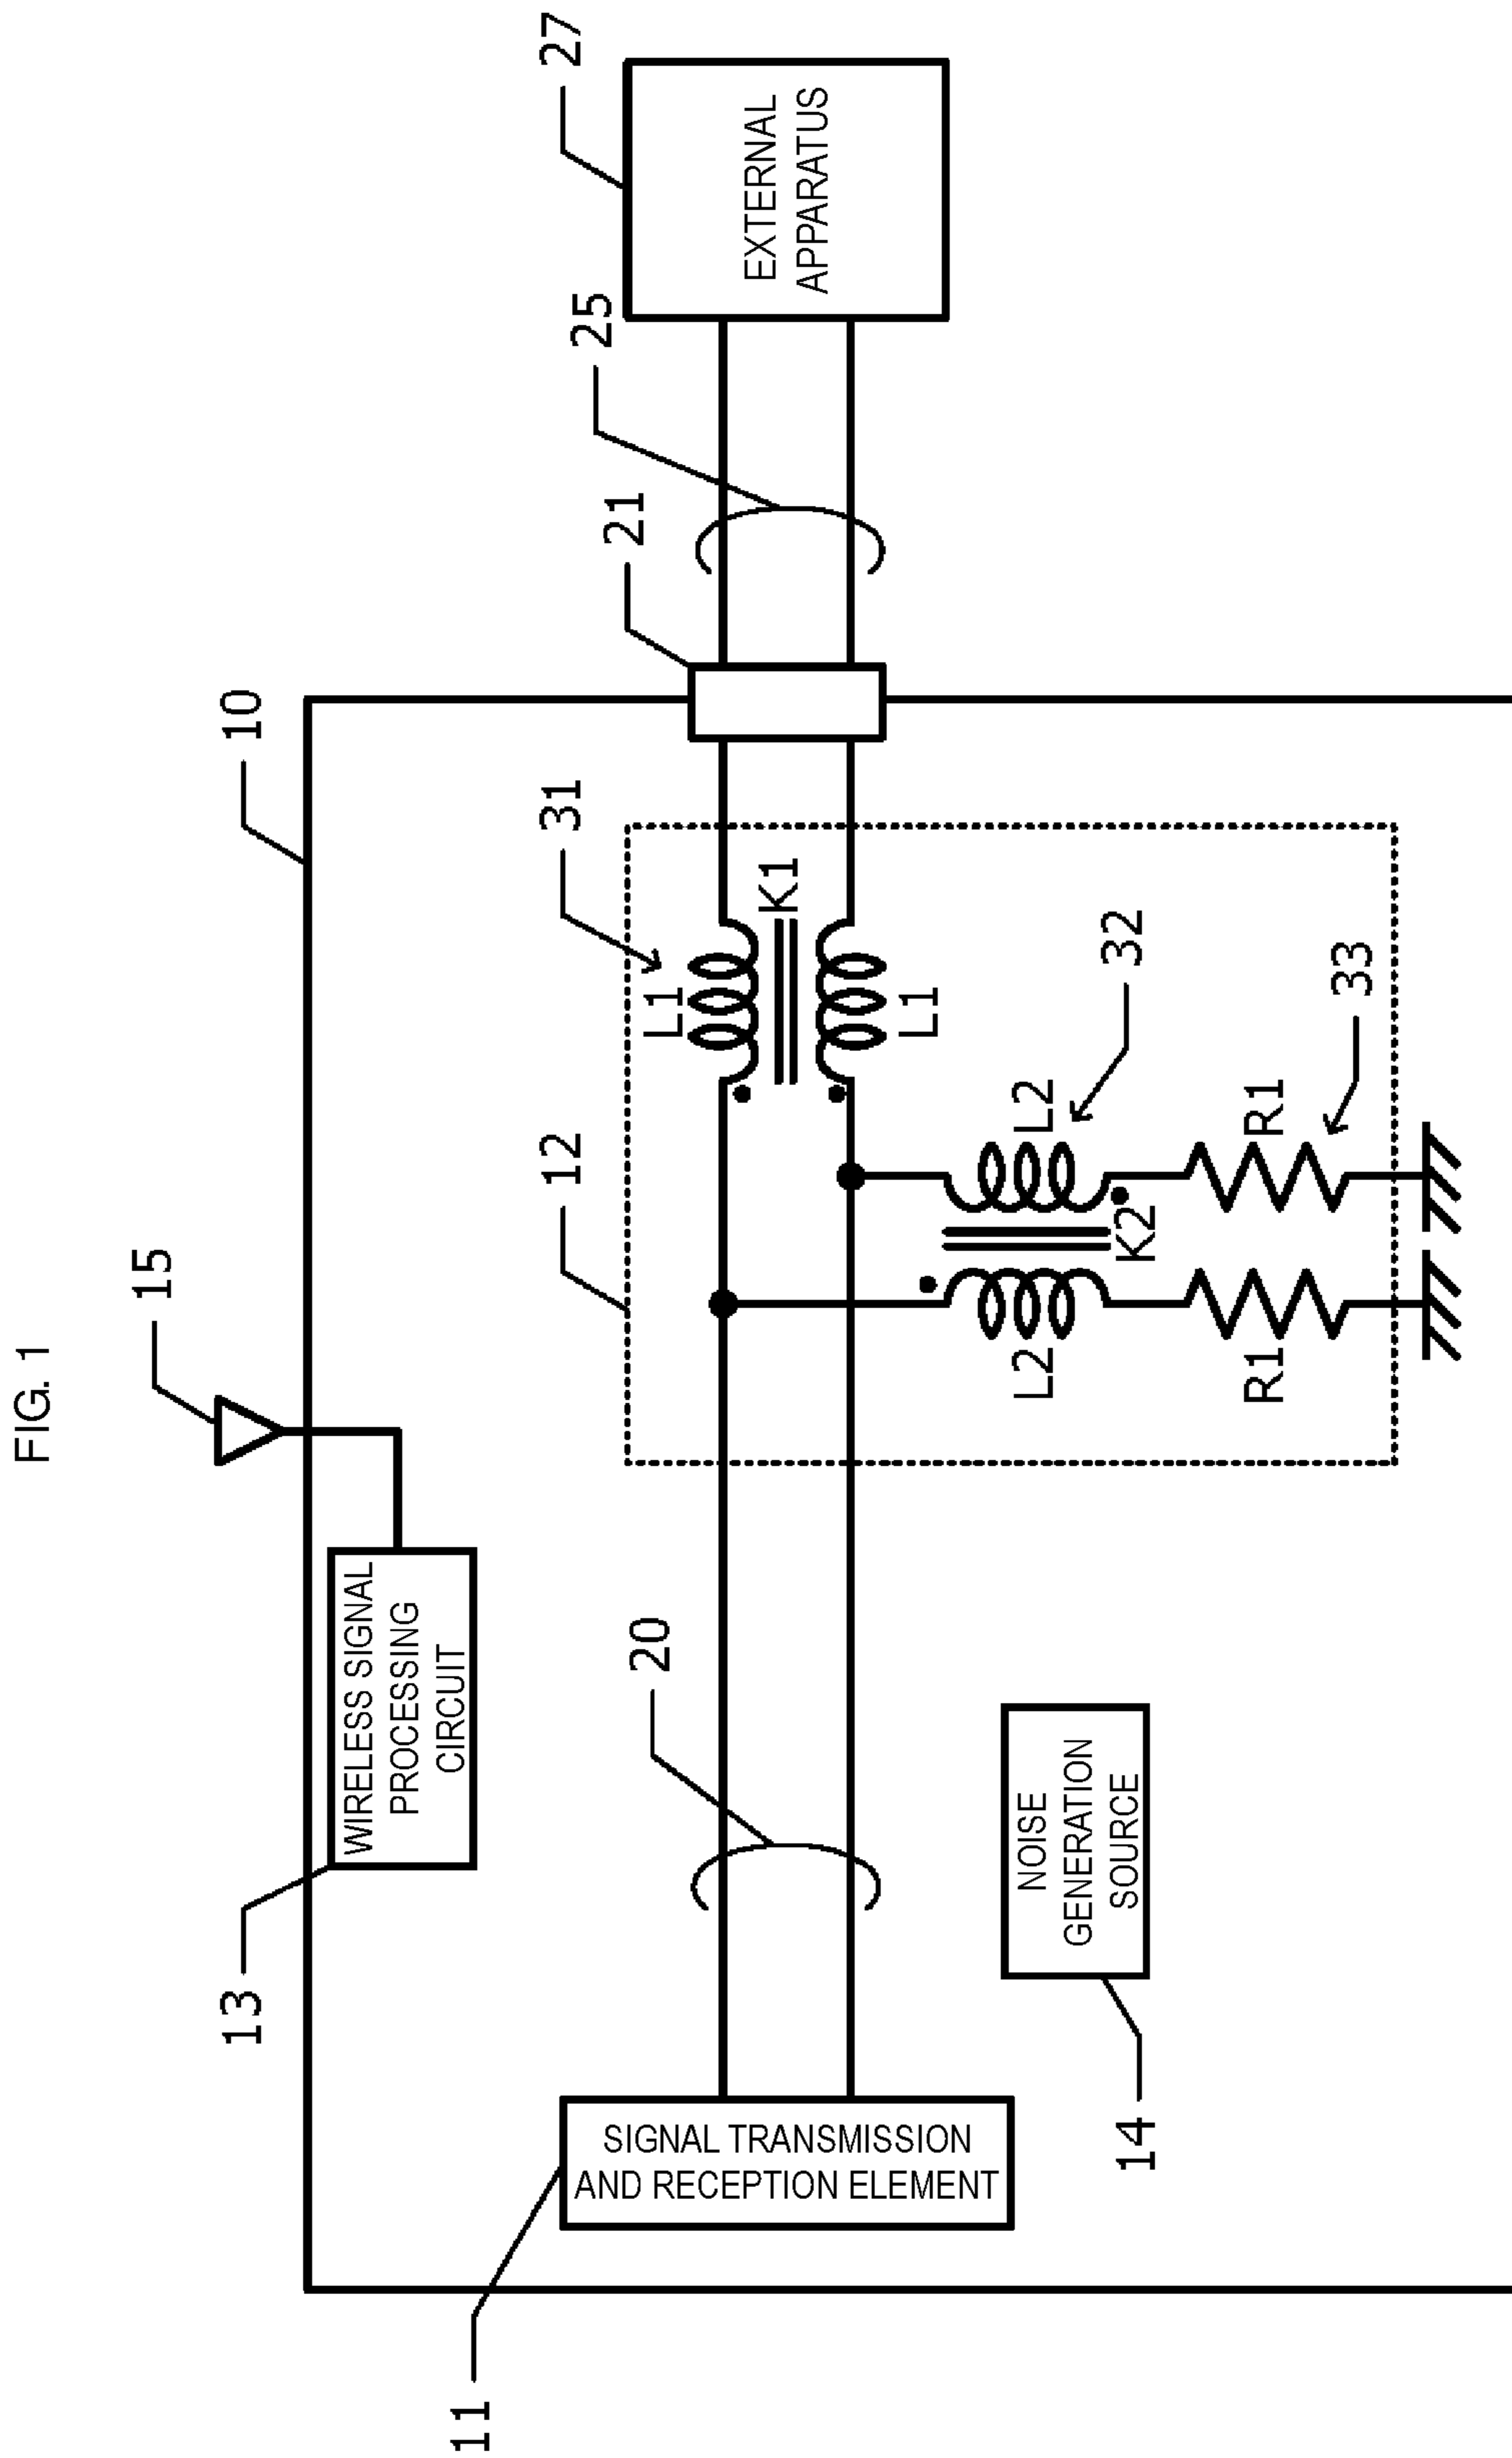 FIG. 1
10
15
13
WIRELESS SIGNAL
PROCESSING
CIRCUIT
11
SIGNAL TRANSMISSION
AND RECEPTION ELEMENT
20
12
31
L1
K1
L1
21
25
27
EXTERNAL
APPARATUS
14
NOISE
GENERATION
SOURCE
L2
L2
32
K2
R1
R1
33